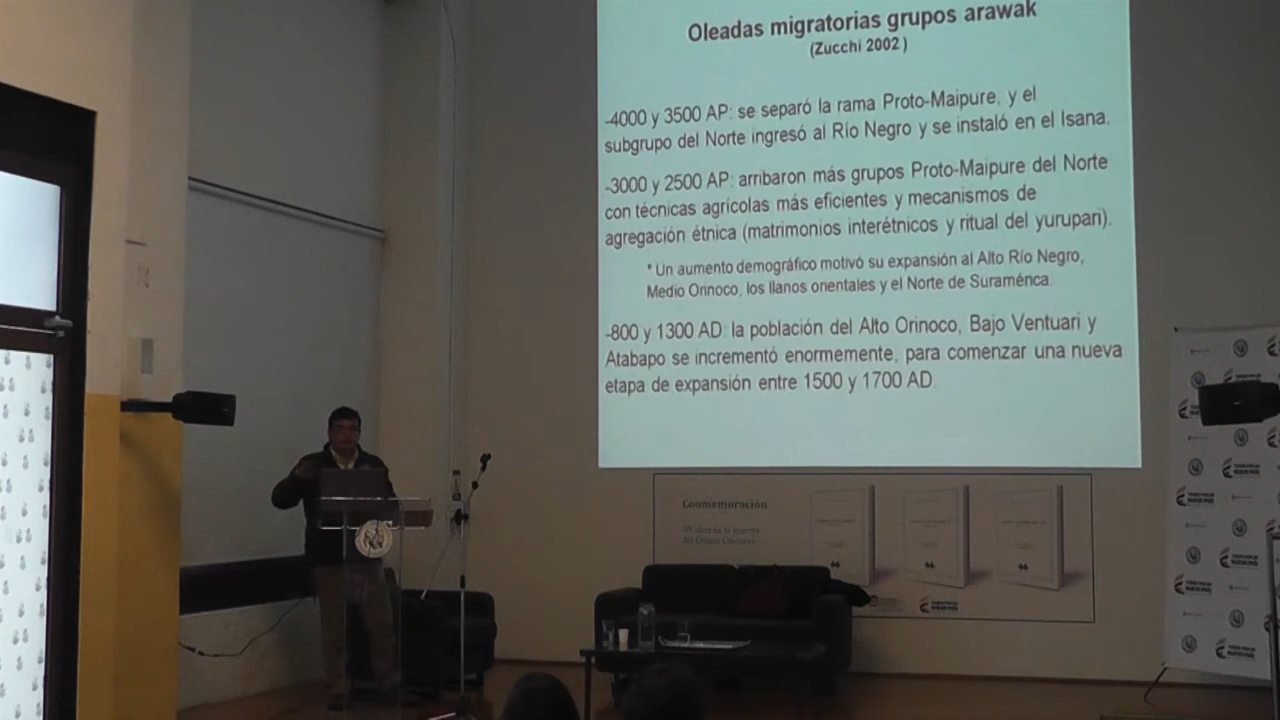 Oleadas migratorias grupos arawak
(Zucchi 2002 )
-4000 y 3500 AP: se separó la rama Proto-Maipure, y el
subgrupo del Norte ingresó al Río Negro y se instaló en el Isana.
-3000 y 2500 AP: arribaron más grupos Proto-Maipure del Norte
con técnicas agrícolas más eficientes y mecanismos de
agregación étnica (matrimonios interétnicos y ritual del yurupari).
* Un aumento demográfico motivó su expansión al Alto Río Negro,
Medio Orinoco, los llanos orientales y el Norte de Suramérica.
-800 y 1300 AD: la población del Alto Orinoco, Bajo Ventuari y
Atabapo se incrementó enormemente, para comenzar una nueva
etapa de expansión entre 1500 y 1700 AD.
Conmemoración